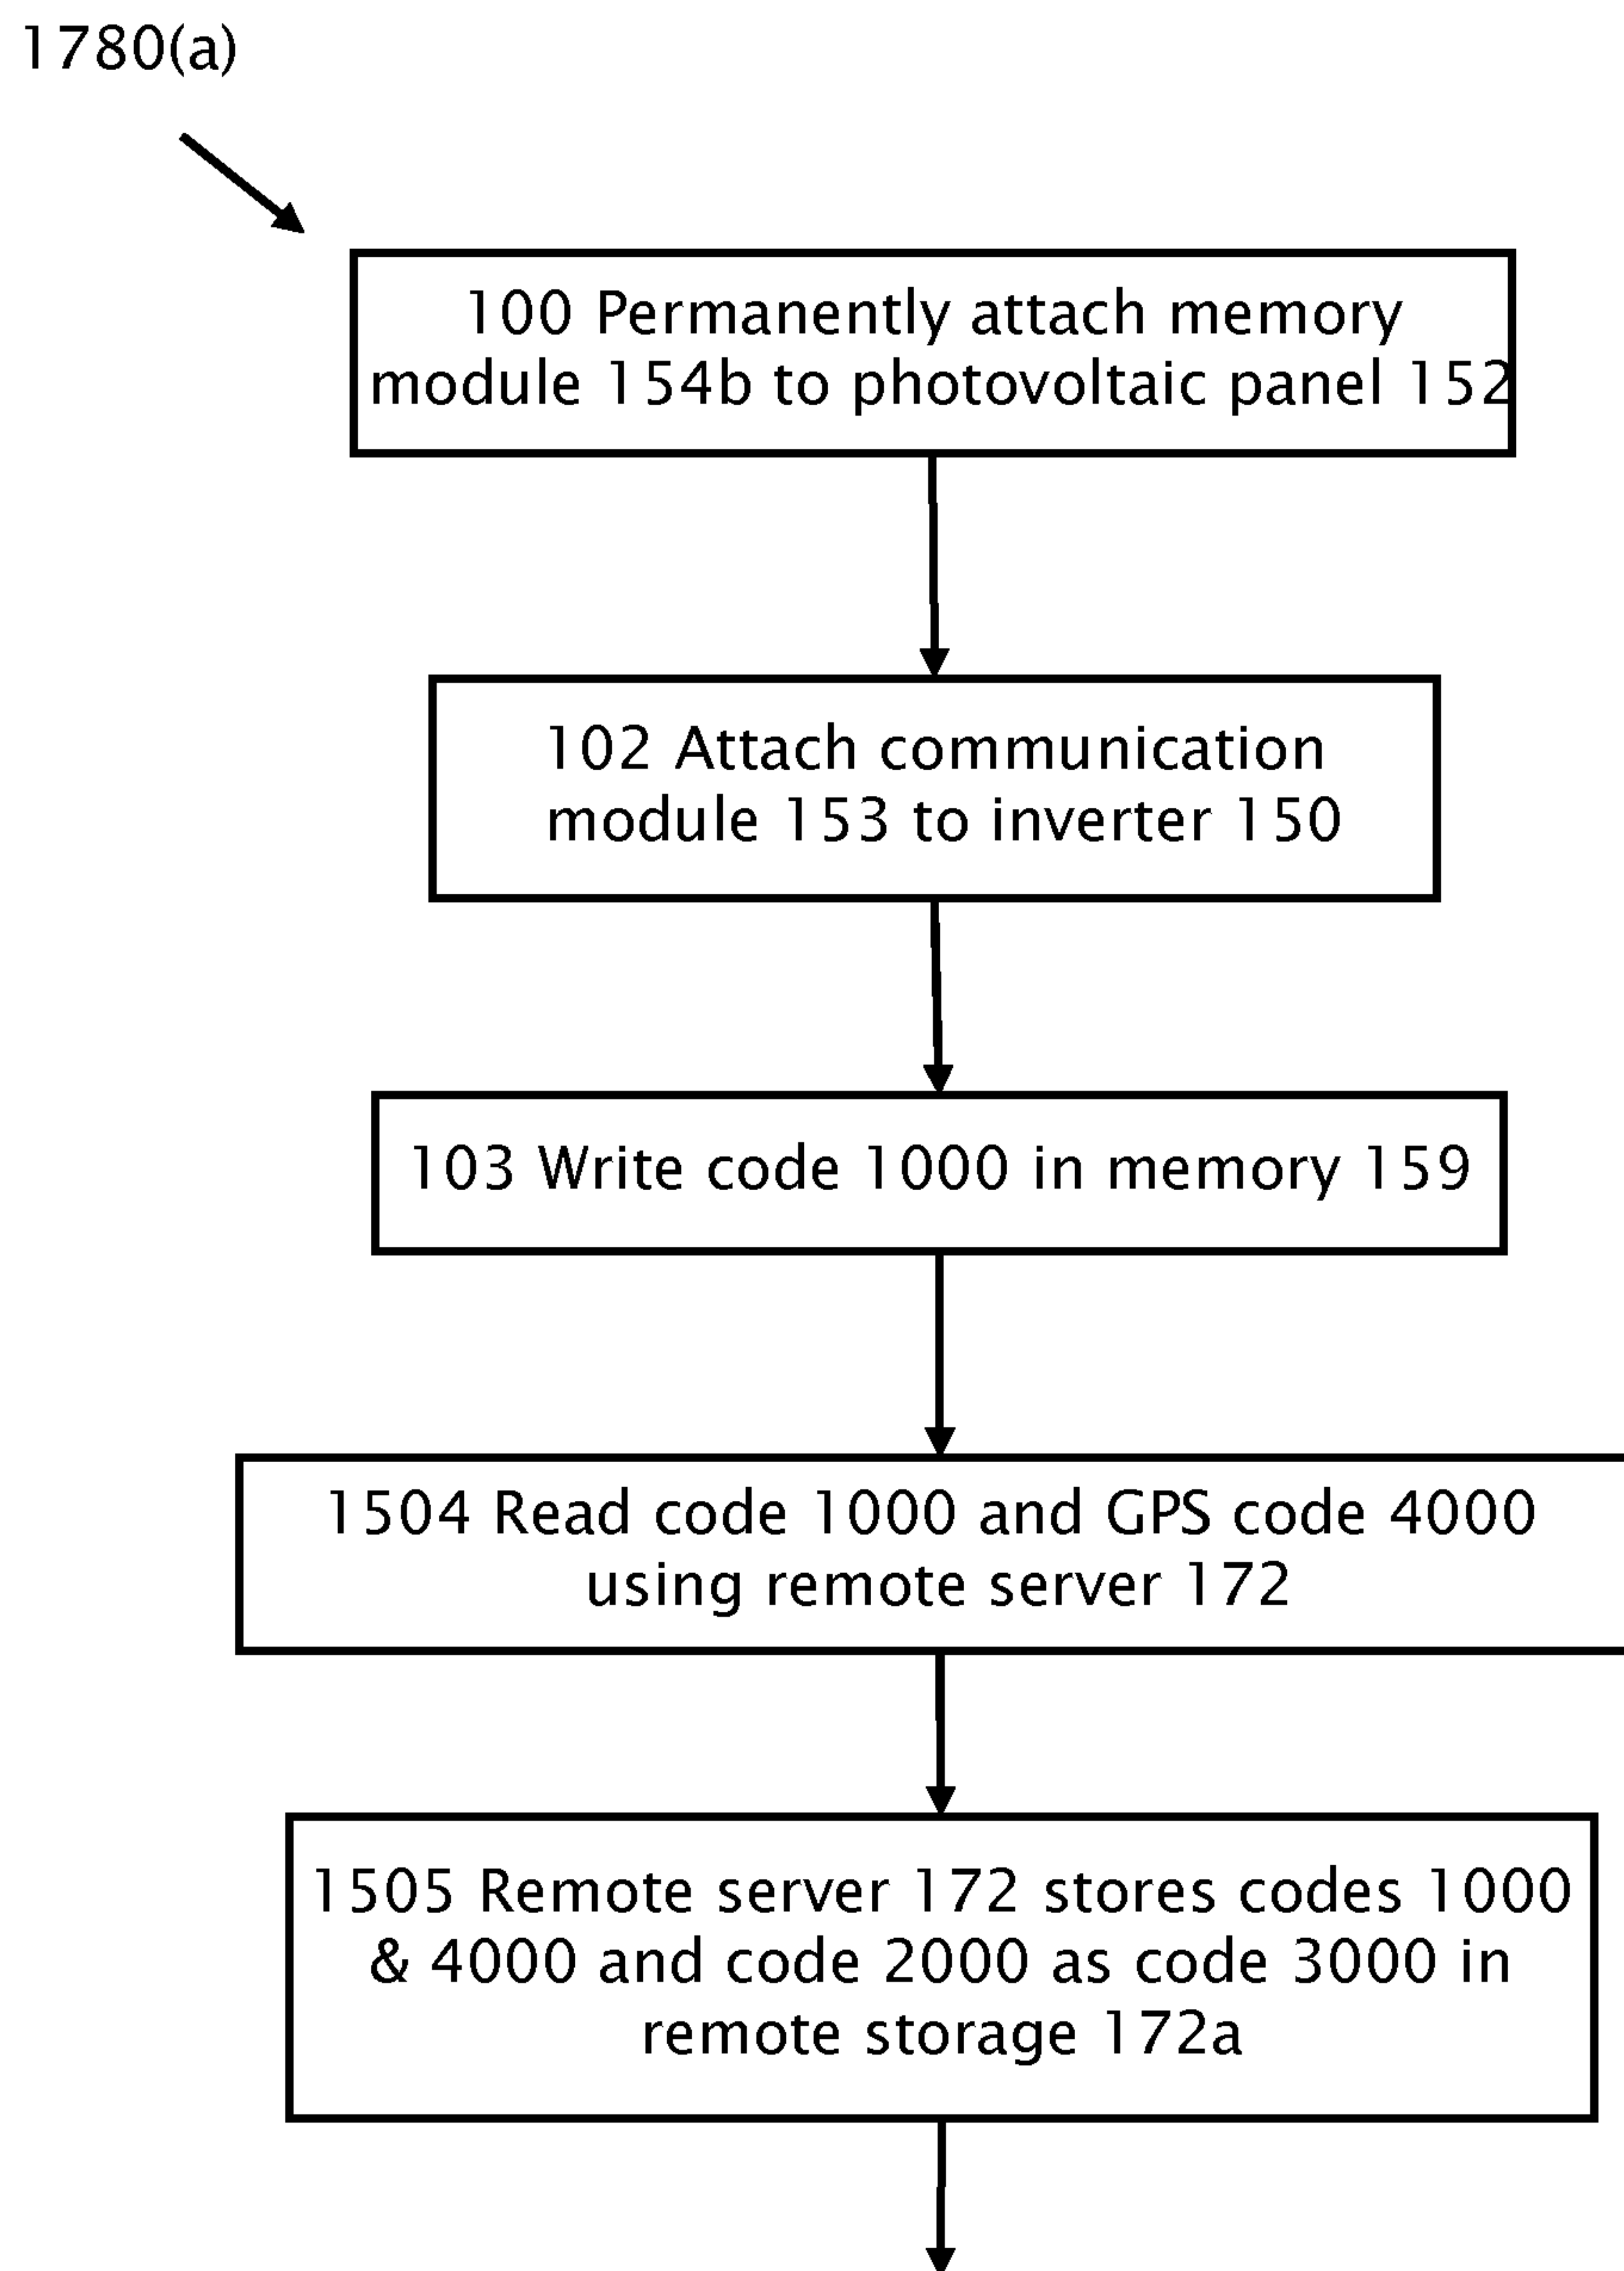 1780(a)
100 Permanently attach memory
module 154b to photovoltaic panel 152
102 Attach communication
module 153 to inverter 150
103 Write code 1000 in memory 159
1504 Read code 1000 and GPS code 4000
using remote server 172
1505 Remote server 172 stores codes 1000
& 4000 and code 2000 as code 3000 in
remote storage 172a